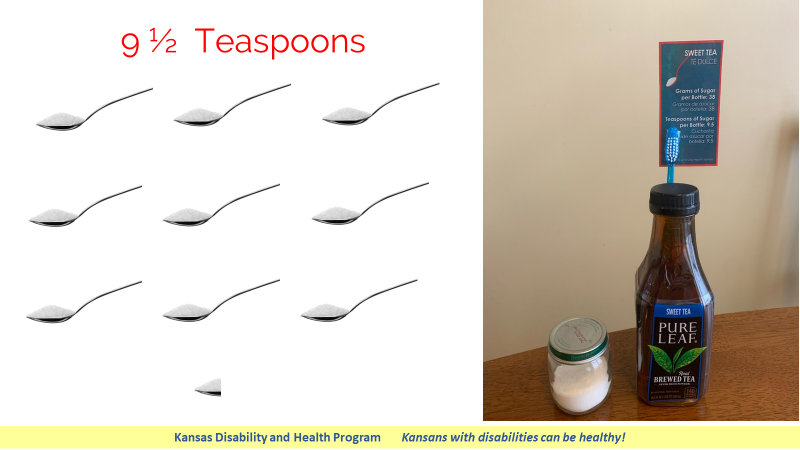 9 ½ Teaspoons
SWEET TEA
TÉ DULCE
Grams of Sugar
per Bottle: 38
Gramos de azúcar
por botella: 38
Teaspoons of Sugar
per Bottle: 9.5
Cucharitas
de azúcar por
botella: 9.5
SWEET TEA
PURE
LEAF
Real
BREWED TEA
Kansas Disability and Health Program Kansans with disabilities can be healthy!